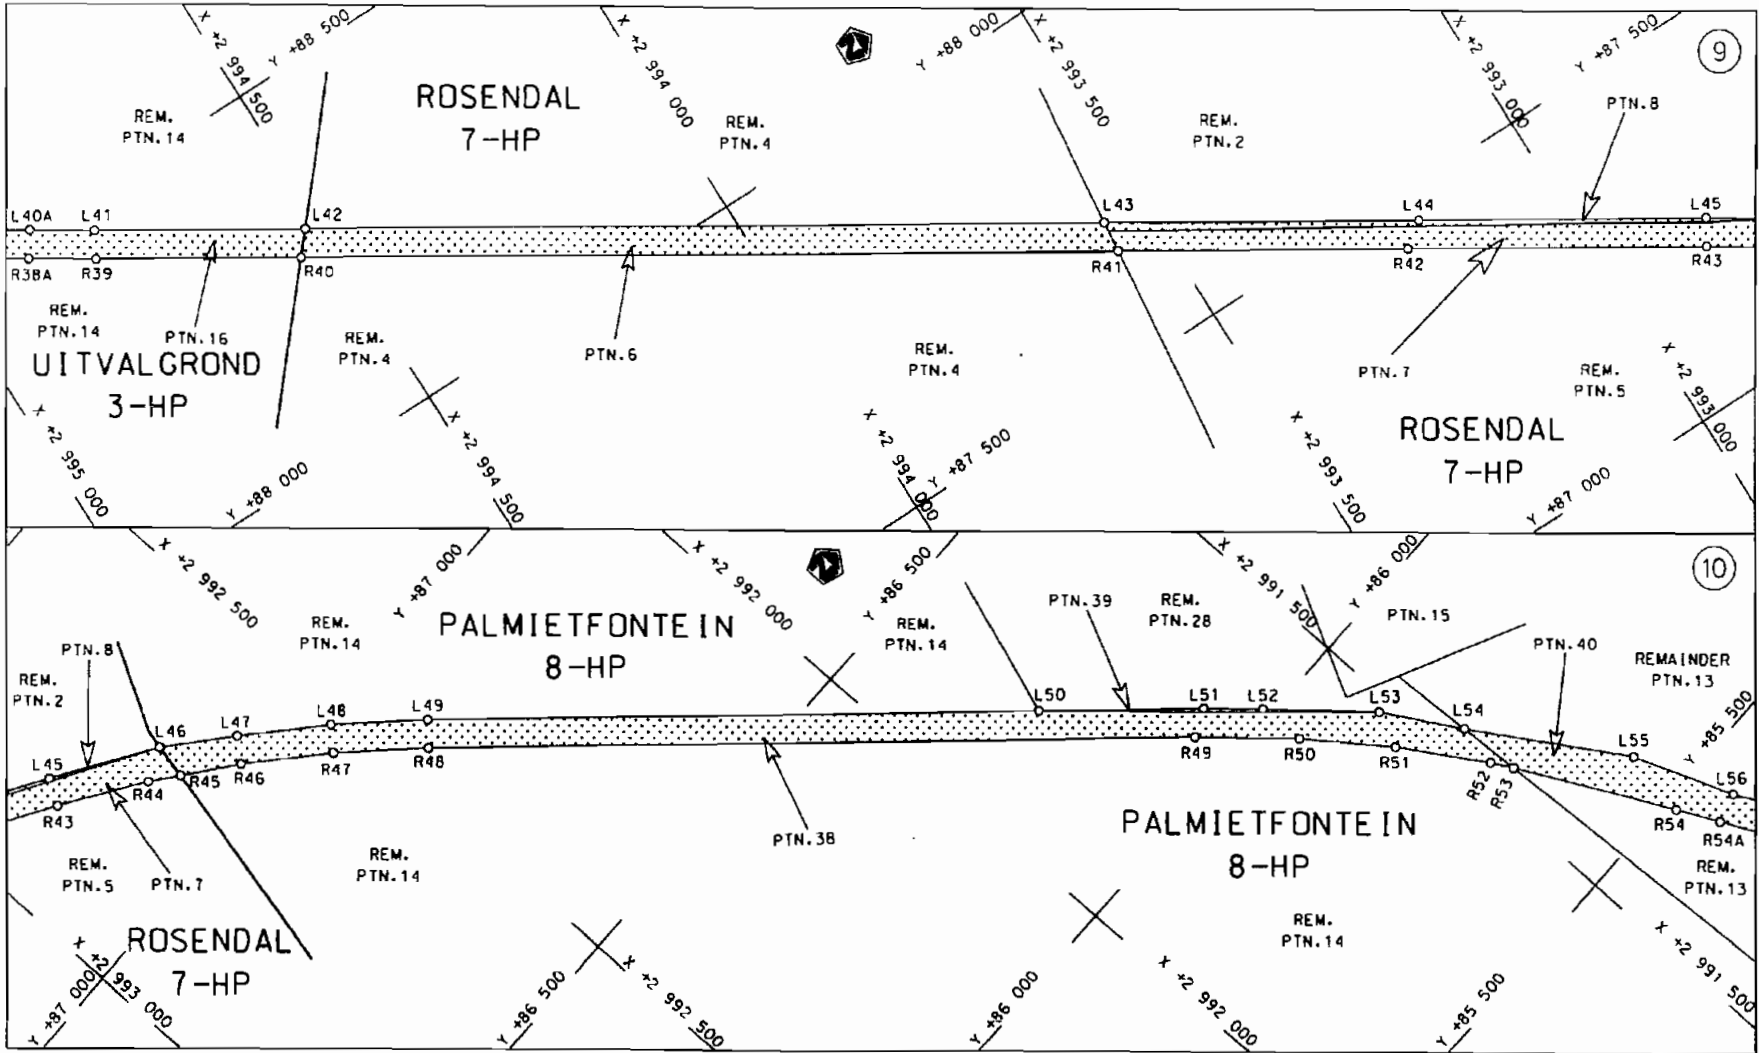 X +2 994 500
Y +88 500
X +2 994 000
Y +88 000
X +2 993 500
X +2 993 000
Y +87 500
9
ROSENDAL
7-HP
REM.
PTN.14
REM.
PTN.4
REM.
PTN.2
PTN.8
L40A
L41
L42
L43
L44
L45
R38A
R39
R40
R41
R42
R43
REM.
PTN.14
PTN.16
REM.
PTN.4
PTN.6
REM.
PTN.4
PTN.7
REM.
PTN.5
UITVALGROND
3-HP
ROSENDAL
7-HP
X +2 995 000
Y +88 000
X +2 994 500
X +2 994 000
Y +87 500
X +2 993 500
Y +87 000
X +2 993 000
X +2 992 500
Y +87 000
X +2 992 000
Y +86 500
X +2 991 500
Y +86 000
10
PTN.8
REM.
PTN.14
PALMIETFONTEIN
8-HP
REM.
PTN.14
PTN.39
REM.
PTN.28
PTN.15
PTN.40
REMAINDER
PTN.13
REM.
PTN.2
L45
L46
L47
L48
L49
L50
L51
L52
L53
L54
L55
L56
Y +85 500
R43
R44
R45
R46
R47
R48
R49
R50
R51
R52
R53
R54
R54A
REM.
PTN.5
PTN.7
REM.
PTN.14
PTN.38
PALMIETFONTEIN
8-HP
REM.
PTN.13
REM.
PTN.14
ROSENDAL
7-HP
Y +87 000
X +2 993 000
Y +86 500
X +2 992 500
Y +86 000
X +2 992 000
Y +85 500
X +2 991 500